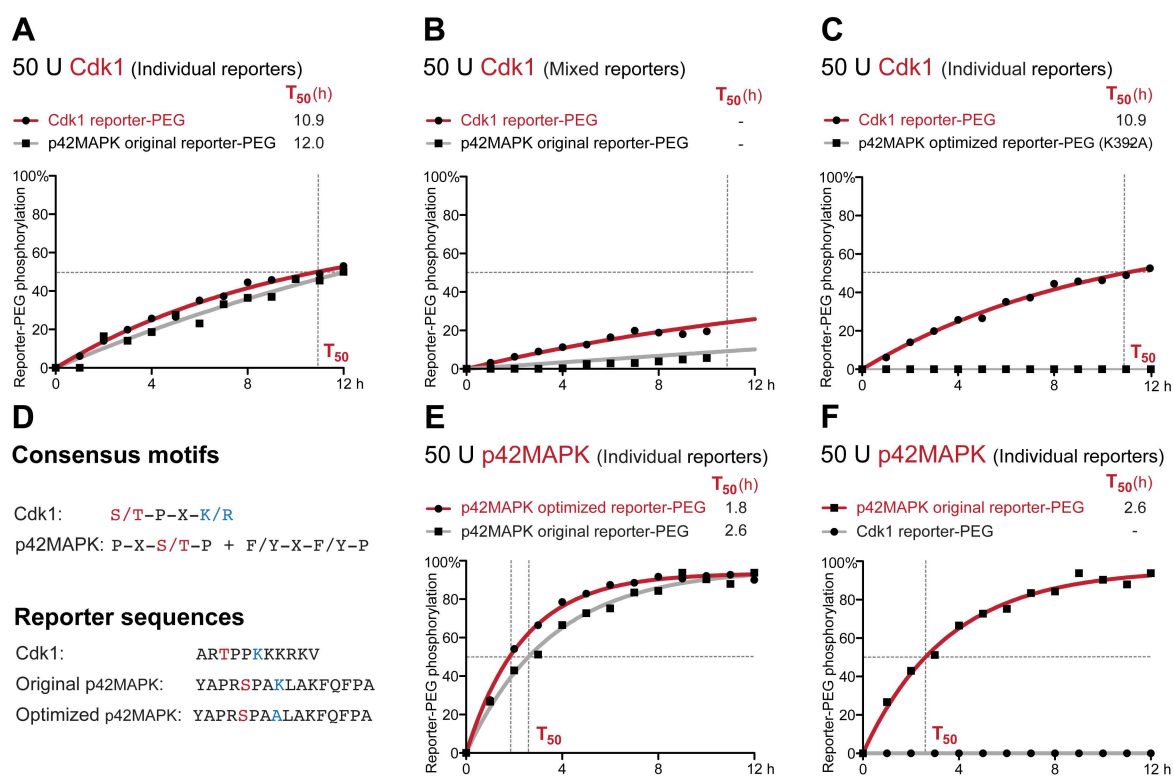 A
50 U Cdk1 (Individual reporters)
T50(h)
Cdk1 reporter-PEG 10.9
p42MAPK original reporter-PEG 12.0
Reporter-PEG phosphorylation
100%
80
60
40
20
0
T50
0 4 8 12 h
B
50 U Cdk1 (Mixed reporters)
T50(h)
Cdk1 reporter-PEG -
p42MAPK original reporter-PEG -
Reporter-PEG phosphorylation
100%
80
60
40
20
0
0 4 8 12 h
C
50 U Cdk1 (Individual reporters)
T50(h)
Cdk1 reporter-PEG 10.9
p42MAPK optimized reporter-PEG (K392A) -
Reporter-PEG phosphorylation
100%
80
60
40
20
0
T50
0 4 8 12 h
D
Consensus motifs
Cdk1: S/T-P-X-K/R
p42MAPK: P-X-S/T-P + F/Y-X-F/Y-P
Reporter sequences
Cdk1: ARTPPKKKRKV
Original p42MAPK: YAPRSPAKLAKFQFPA
Optimized p42MAPK: YAPRSPAALAKFQFPA
E
50 U p42MAPK (Individual reporters)
T50(h)
p42MAPK optimized reporter-PEG 1.8
p42MAPK original reporter-PEG 2.6
Reporter-PEG phosphorylation
100%
80
60
40
20
0
T50
0 4 8 12 h
F
50 U p42MAPK (Individual reporters)
T50(h)
p42MAPK original reporter-PEG 2.6
Cdk1 reporter-PEG -
Reporter-PEG phosphorylation
100%
80
60
40
20
0
T50
0 4 8 12 h